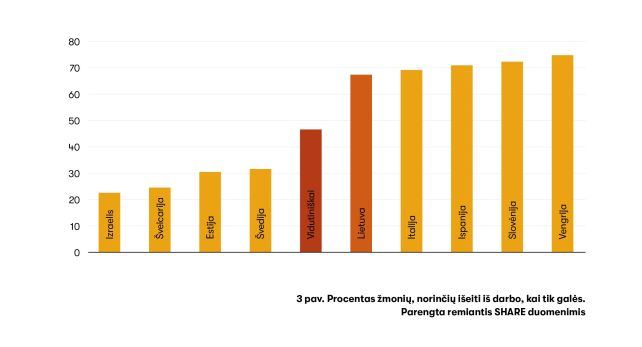 80
70
60
50
40
30
20
10
0
Izraelis
Šveicarija
Estija
Švedija
Vidutiniškai
Lietuva
Italija
Ispanija
Slovėnija
Vengrija
3 pav. Procentas žmonių, norinčių išeiti iš darbo, kai tik galės.
Parengta remiantis SHARE duomenimis